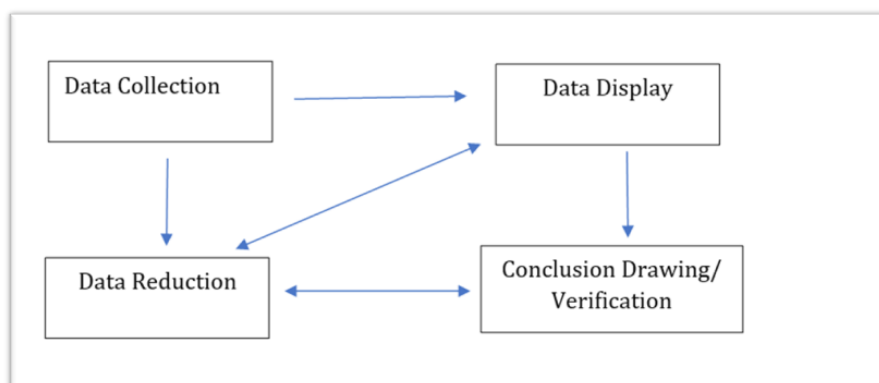 Data Collection
Data Display
Data Reduction
Conclusion Drawing/
Verification